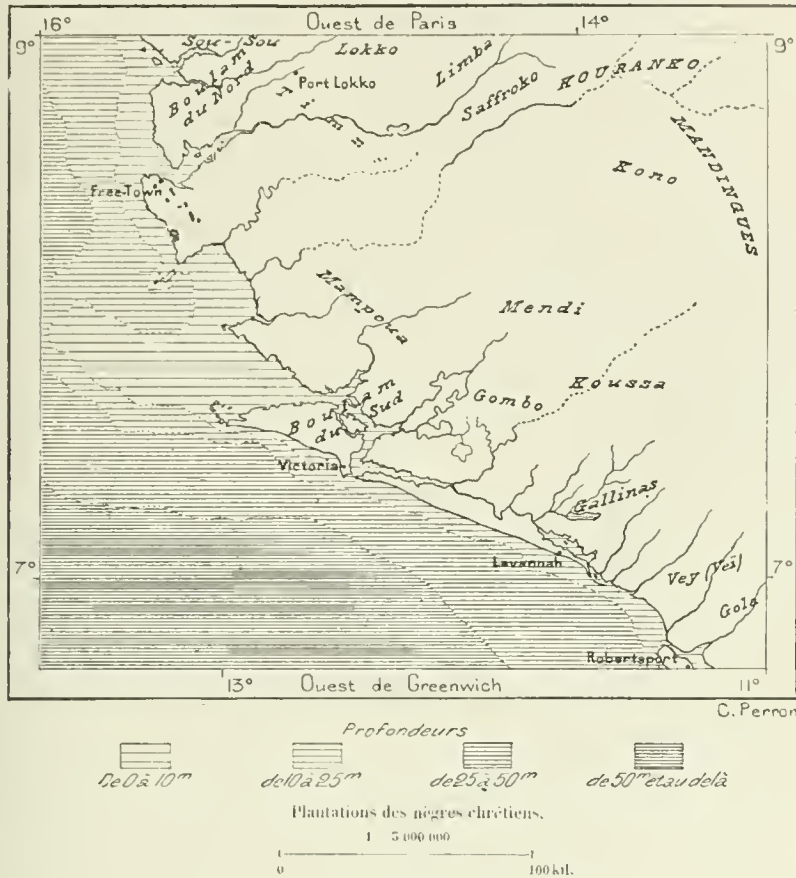 Ouest de Paris
16°
14°
9°
9°
Sou-Sou
Lokko
Limba
Saffroko
KOURANKO
Boulam
du Nord
Port Lokko
MANDINGUES
Kono
Free-Town
Mampoua
Mendi
Koussa
Gombo
Boulam
du Sud
Victoria
Gallinas
Lavannah
7°
7°
Vey (Veï)
Gola
Robertsport
13°
Ouest de Greenwich
11°
C. Perron
Profondeurs
De 0 à 10m
de 10 à 25m
de 25 à 50m
de 50m et au delà
Plantations des nègres chrétiens.
1 5 000 000
0
100 kil.